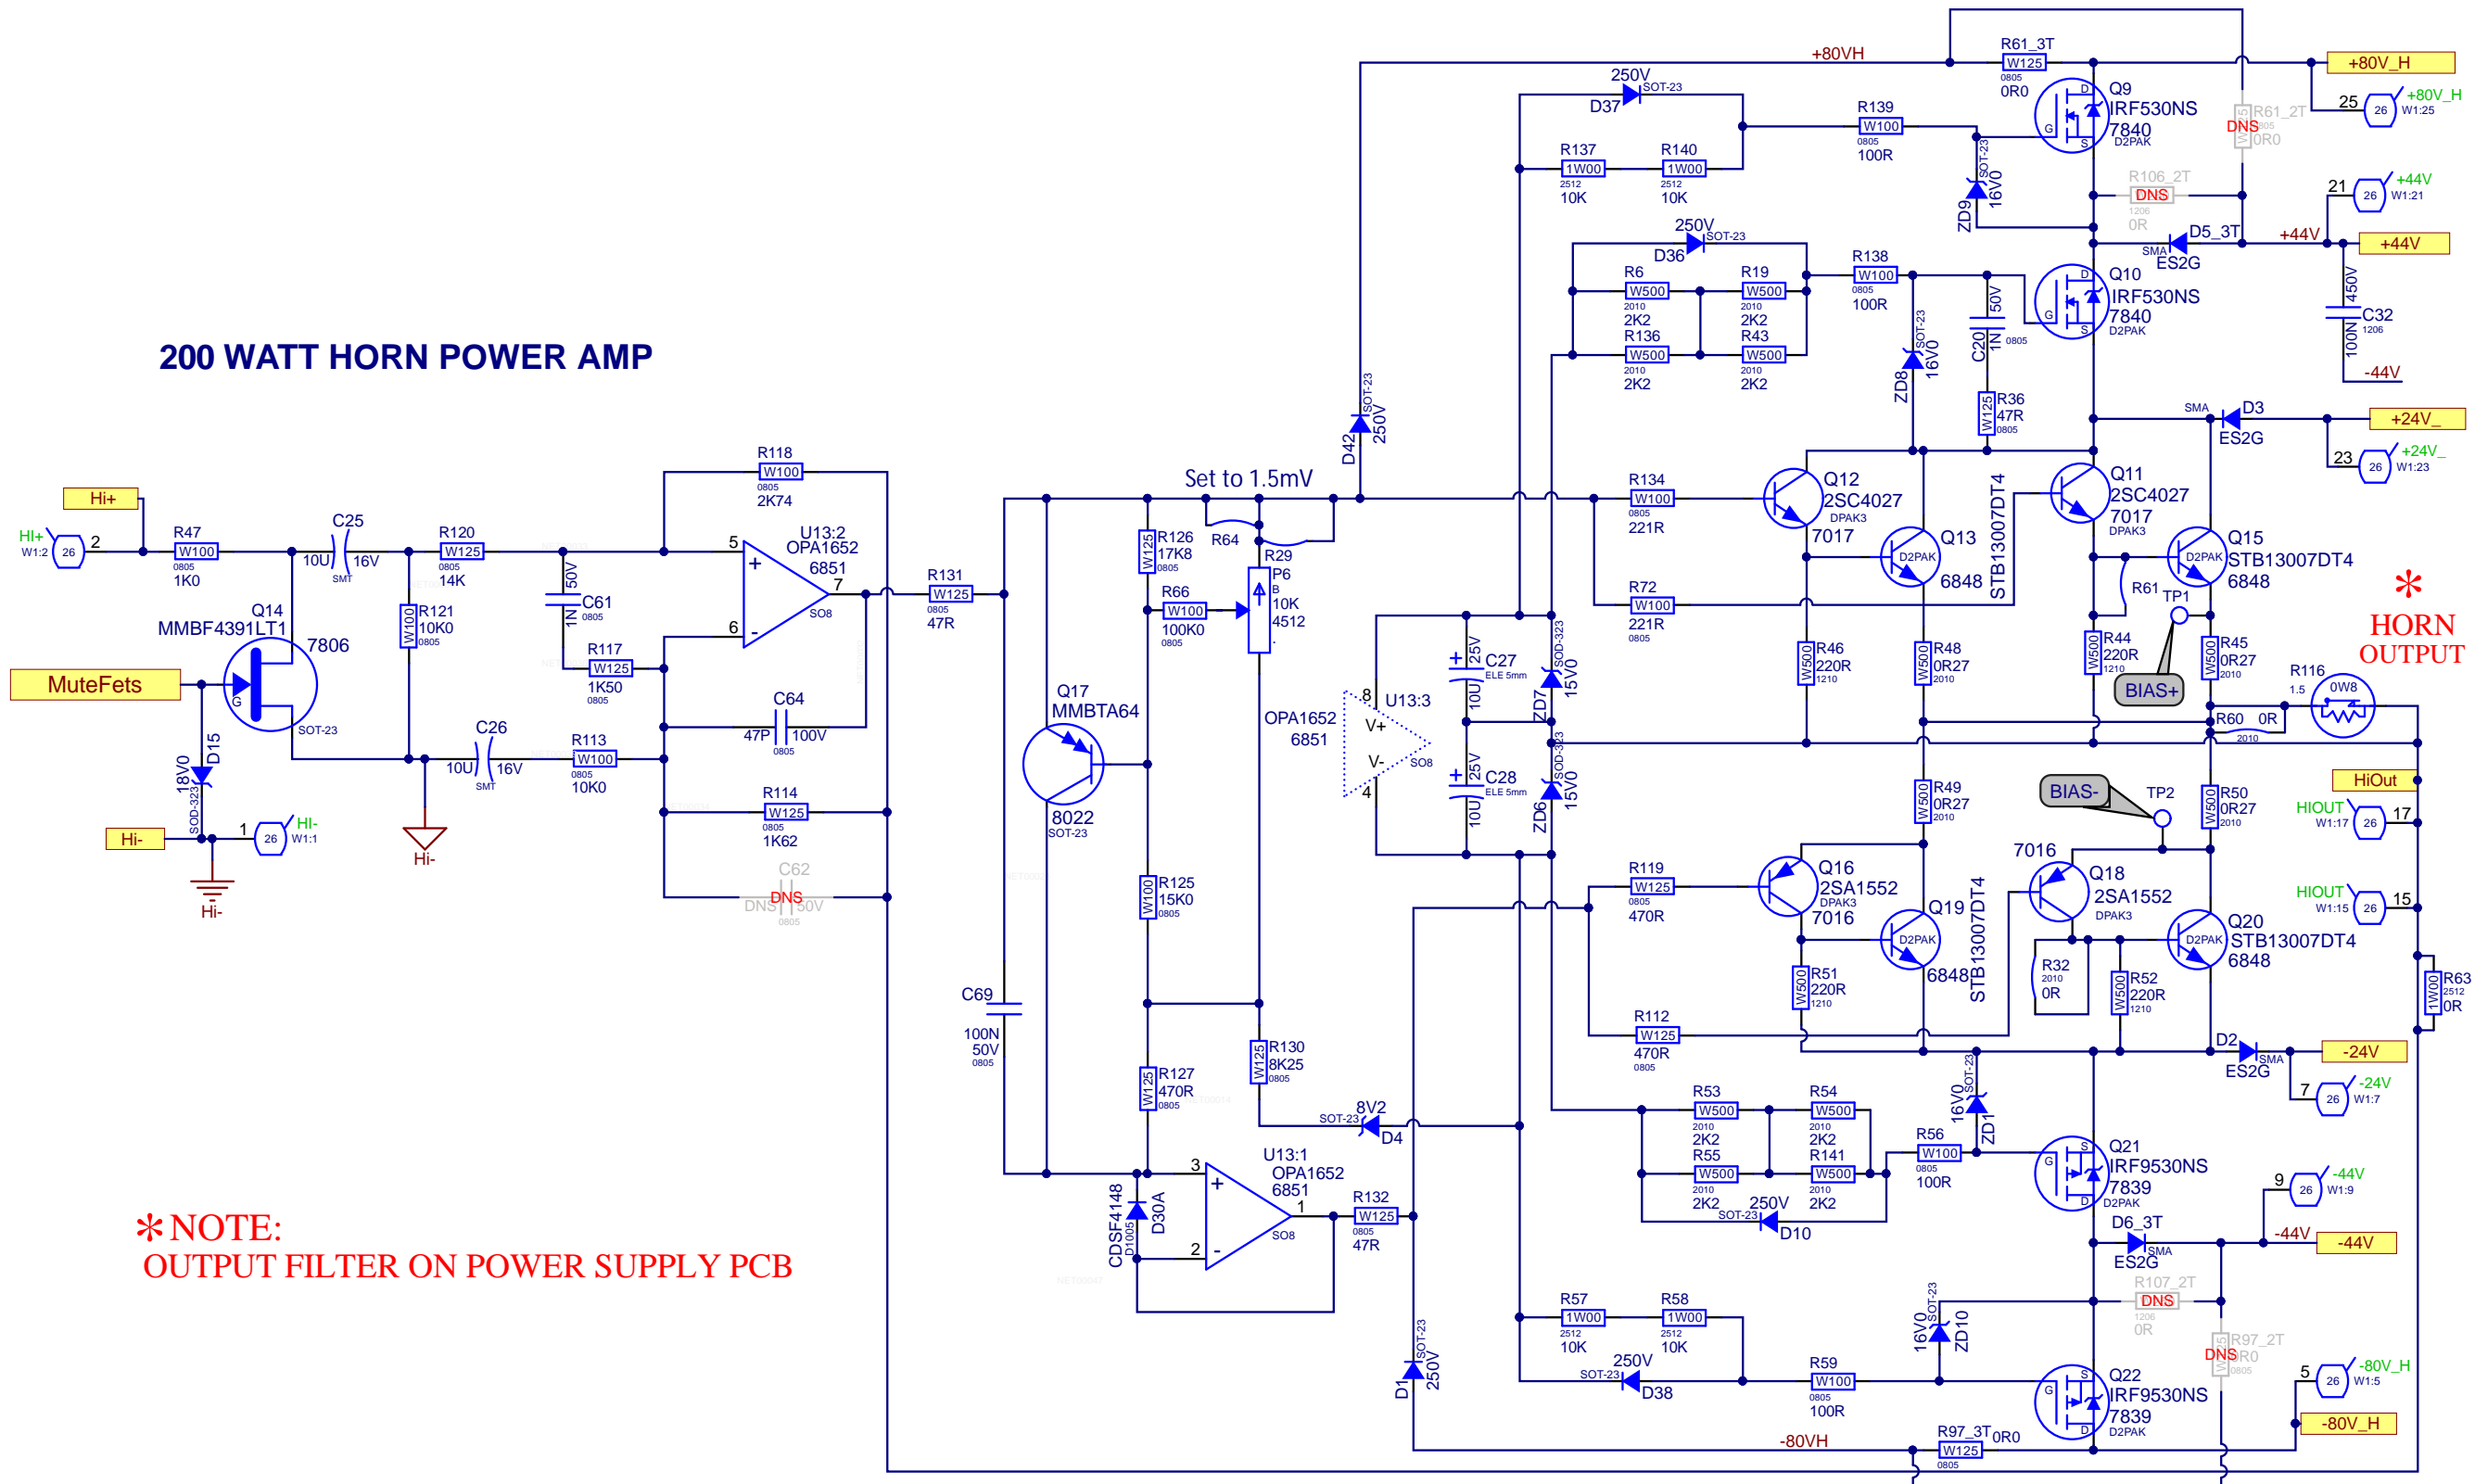 200 WATT HORN POWER AMP
Hi+
HI+
W1:2
26
2
R47
W100
0805
1K0
C25
10U
16V
SMT
R120
W125
0805
14K
R118
W100
0805
2K74
Q14
MMBF4391LT1
7806
G
SOT-23
MuteFets
18V0
D15
SOD-323
Hi-
1
26
HI-
W1:1
Hi-
R121
W100
10K0
0805
C61
50V
1N
0805
R117
W125
1K50
0805
C26
10U
16V
SMT
R113
W100
0805
10K0
Hi-
U13:2
OPA1652
6851
5
+
6
-
7
SO8
C64
47P
100V
0805
R114
W125
0805
1K62
C62
DNS
DNS
50V
0805
R131
W125
0805
47R
Q17
MMBTA64
8022
SOT-23
C69
100N
50V
0805
R126
17K8
W125
0805
R66
W100
100K0
0805
Set to 1.5mV
R64
R29
P6
B
10K
4512
R125
W100
15K0
0805
R127
W125
470R
0805
R130
W125
8K25
0805
8V2
SOT-23
D4
U13:1
OPA1652
6851
3
+
2
-
1
SO8
CDSF4148
D1005
D30A
R132
W125
0805
47R
D1
SOT-23
250V
D42
SOT-23
250V
+80VH
250V
SOT-23
D37
R137
1W00
2512
10K
R140
1W00
2512
10K
R139
W100
0805
100R
R61_3T
W125
0805
0R0
Q9
IRF530NS
7840
D2PAK
D
G
S
SOT-23
16V0
ZD9
R61_2T
DNS
0805
0R0
+80V_H
25
26
+80V_H
W1:25
R106_2T
DNS
1206
0R
21
26
+44V
W1:21
D5_3T
SMA
ES2G
+44V
+44V
450V
C32
1206
100N
-44V
250V
SOT-23
D36
R6
W500
2010
2K2
R19
W500
2010
2K2
R136
W500
2010
2K2
R43
W500
2010
2K2
R138
W100
0805
100R
Q10
IRF530NS
7840
D2PAK
D
G
S
SOT-23
16V0
ZD8
50V
C20
1N
0805
R36
W125
47R
0805
SMA
D3
ES2G
+24V_
23
26
+24V_
W1:23
R134
W100
0805
221R
R72
W100
0805
221R
Q12
2SC4027
DPAK3
7017
Q13
D2PAK
6848
STB13007DT4
Q11
2SC4027
7017
DPAK3
Q15
D2PAK
STB13007DT4
6848
R61
TP1
BIAS+
R46
W500
220R
1210
R48
W500
0R27
2010
R44
W500
220R
1210
R45
W500
0R27
2010
*
HORN
OUTPUT
R116
1.5
0W8
R60
0R
2010
OPA1652
6851
8
V+
V-
4
U13:3
SO8
25V
C27
ELE 5mm
10U
25V
C28
ELE 5mm
10U
SOD-323
15V0
ZD7
SOD-323
15V0
ZD6
R49
W500
0R27
2010
R50
W500
0R27
2010
BIAS-
TP2
HiOut
HIOUT
W1:17
26
17
HIOUT
W1:15
26
15
R63
1W00
2512
0R
R119
W125
0805
470R
R112
W125
470R
0805
Q16
2SA1552
DPAK3
7016
Q19
D2PAK
6848
STB13007DT4
7016
Q18
2SA1552
DPAK3
Q20
D2PAK
STB13007DT4
6848
R51
W500
220R
1210
R32
2010
0R
R52
W500
220R
1210
D2
SMA
ES2G
-24V
7
26
-24V
W1:7
R53
W500
2010
2K2
R54
W500
2010
2K2
R55
W500
2010
2K2
R141
W500
2010
2K2
250V
SOT-23
D10
R56
W100
0805
100R
SOT-23
16V0
ZD1
Q21
IRF9530NS
7839
D2PAK
S
G
D
9
26
-44V
W1:9
D6_3T
SMA
ES2G
-44V
-44V
R107_2T
DNS
1206
0R
R97_2T
DNS
0R0
0805
R57
1W00
2512
10K
R58
1W00
2512
10K
250V
SOT-23
D38
R59
W100
0805
100R
SOT-23
16V0
ZD10
Q22
IRF9530NS
7839
D2PAK
S
G
D
5
26
-80V_H
W1:5
-80V_H
-80VH
R97_3T
0R0
W125
0805
* NOTE:
OUTPUT FILTER ON POWER SUPPLY PCB